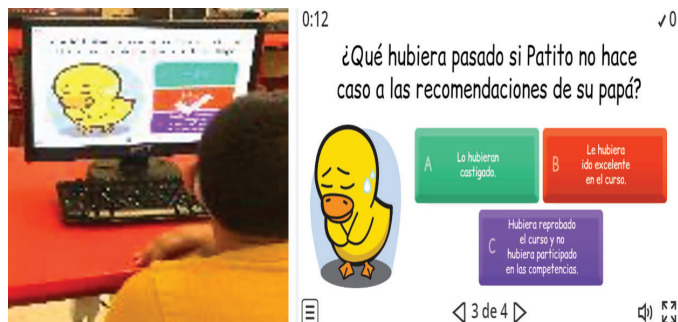 0:12
✓0
¿Qué hubiera pasado si Patito no hace
caso a las recomendaciones de su papá?
A
Lo hubieran
castigado.
B
Le hubiera
ido excelente
en el curso.
C
Hubiera reprobado
el curso y no
hubiera participado
en las competencias.
3 de 4